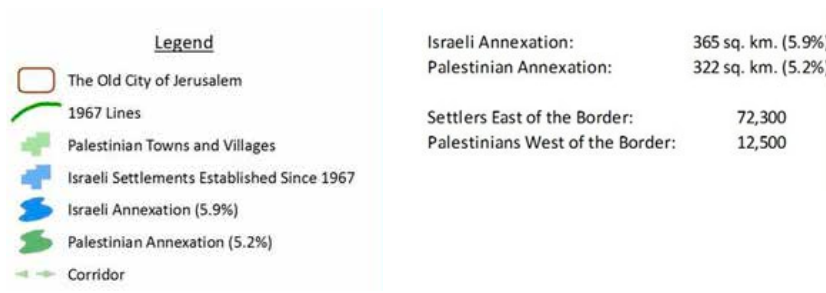 Legend
The Old City of Jerusalem
1967 Lines
Palestinian Towns and Villages
Israeli Settlements Established Since 1967
Israeli Annexation (5.9%)
Palestinian Annexation (5.2%)
Corridor
Israeli Annexation: 365 sq. km. (5.9%)
Palestinian Annexation: 322 sq. km. (5.2%)
Settlers East of the Border: 72,300
Palestinians West of the Border: 12,500